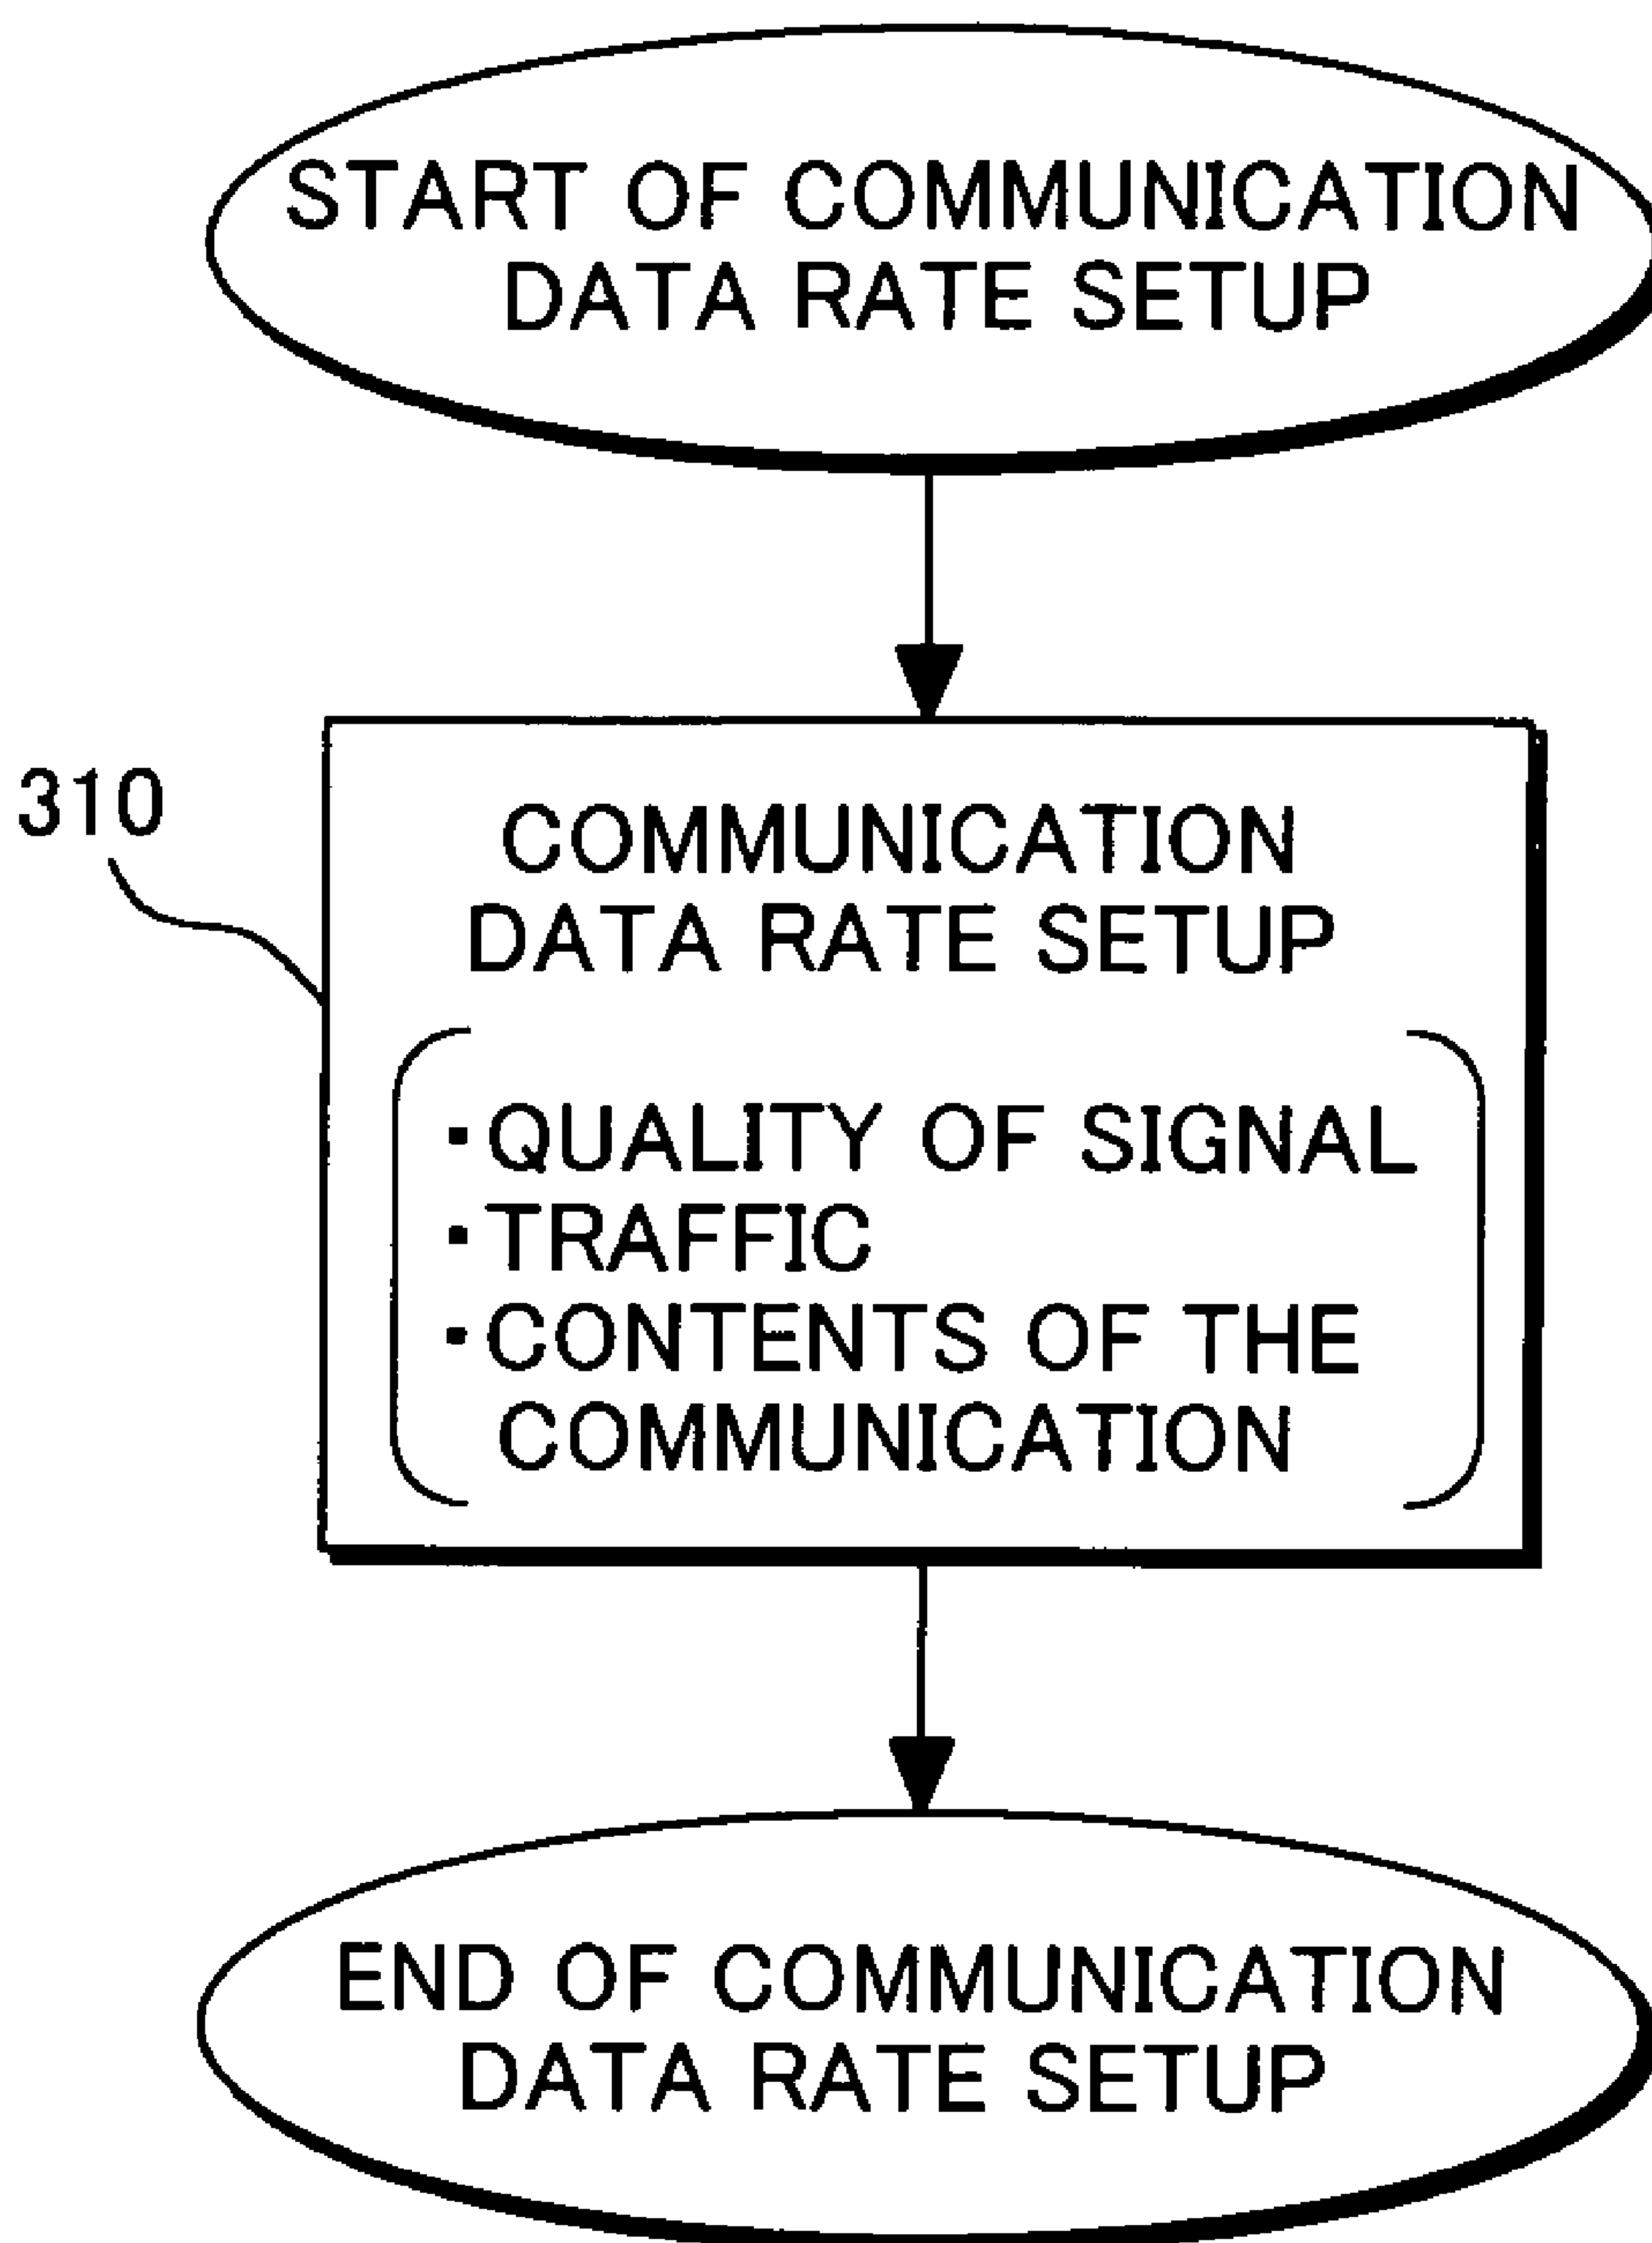 START OF COMMUNICATION
DATA RATE SETUP
310
COMMUNICATION
DATA RATE SETUP
・QUALITY OF SIGNAL
・TRAFFIC
・CONTENTS OF THE
COMMUNICATION
END OF COMMUNICATION
DATA RATE SETUP